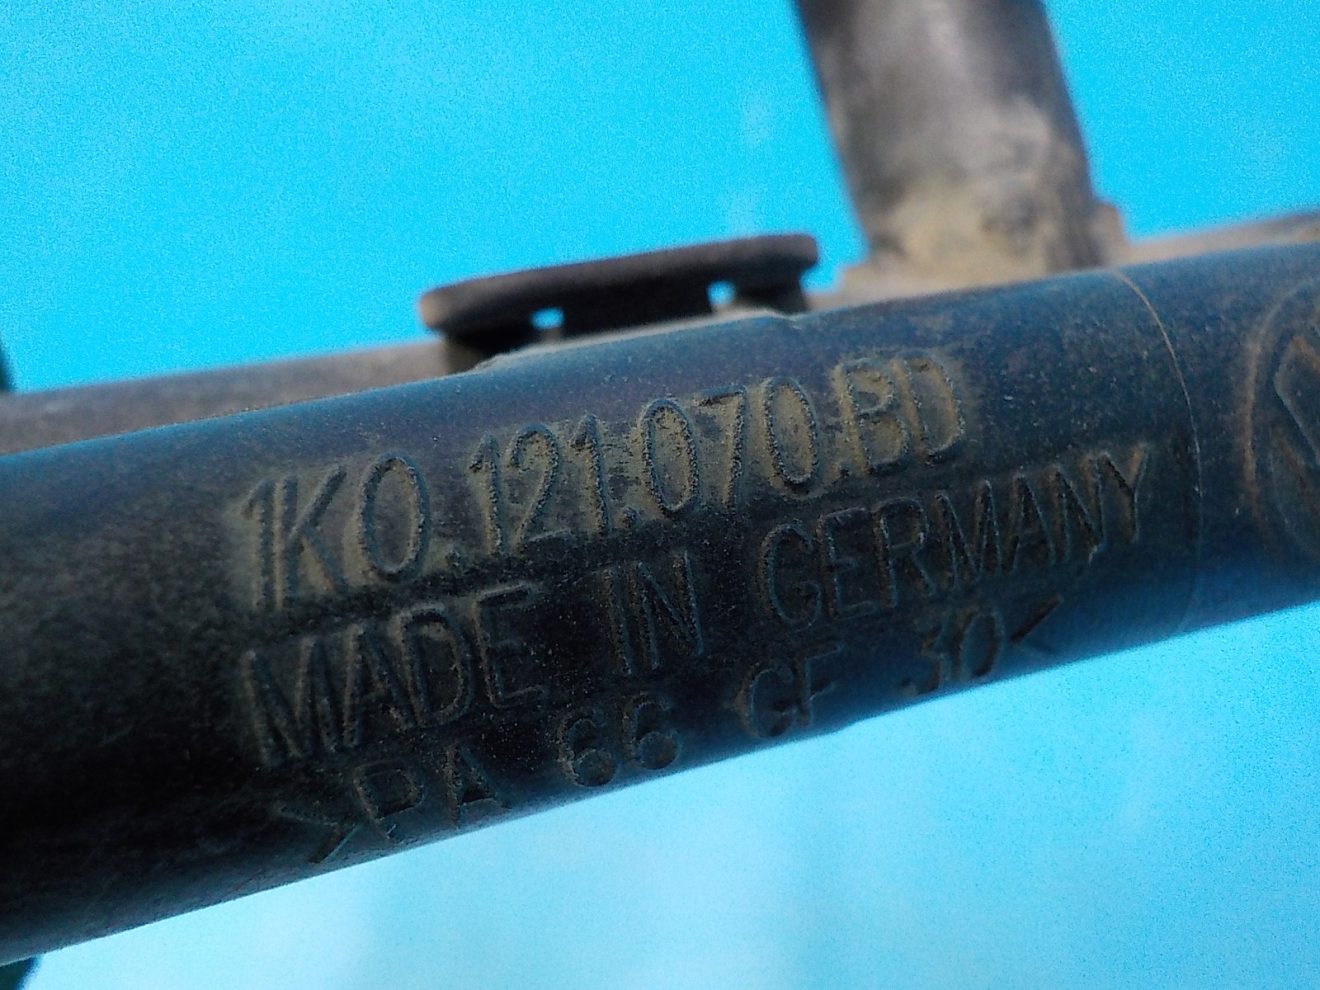 1K0.121.070.BD
MADE IN GERMANY
>PA 66 GF 30<